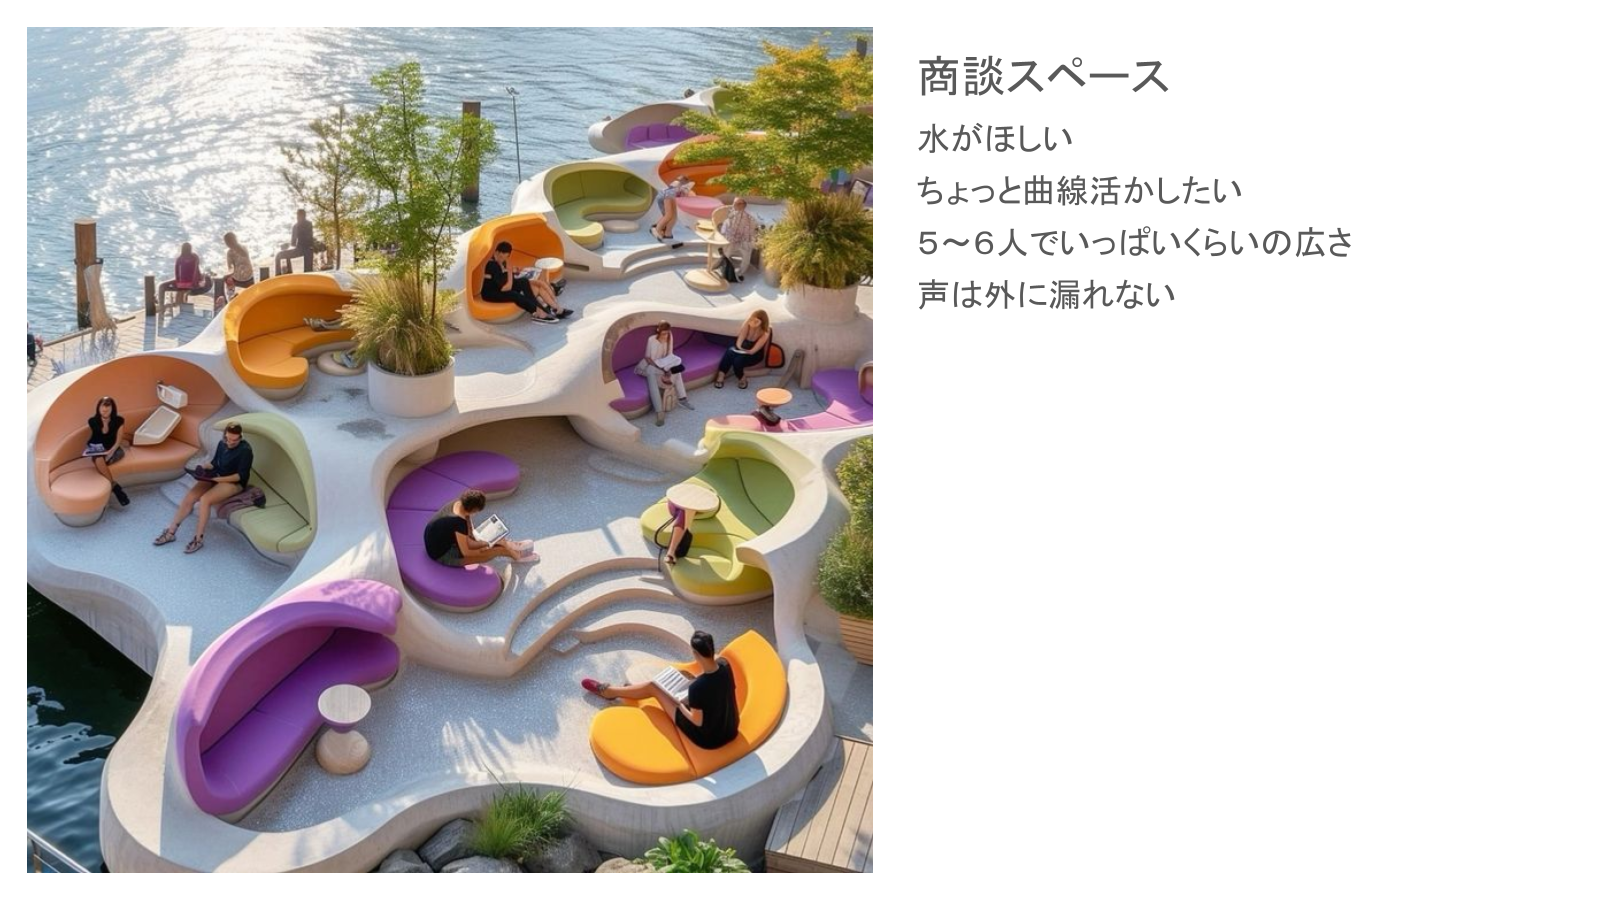 商談スペース
水がほしい
ちょっと曲線活かしたい
５～６人でいっぱいくらいの広さ
声は外に漏れない